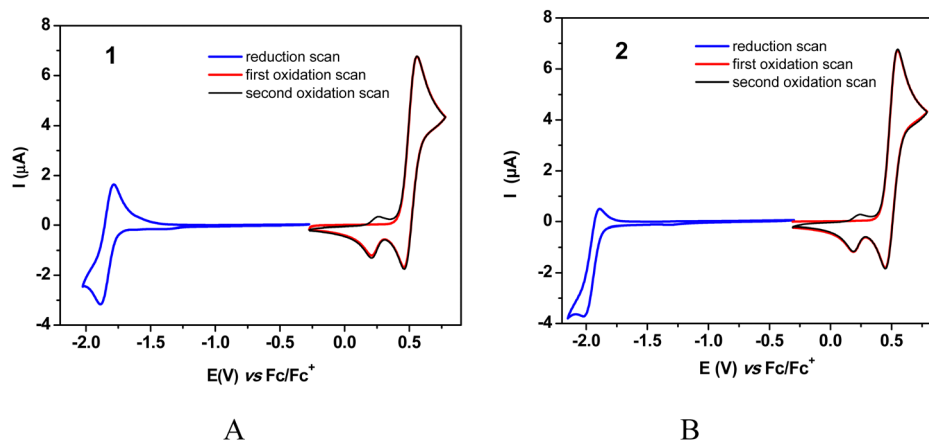 1
reduction scan
first oxidation scan
second oxidation scan
8
6
4
2
0
-2
-4
I (µA)
-2.0 -1.5 -1.0 -0.5 0.0 0.5
E(V) vs Fc/Fc+
A
2
reduction scan
first oxidation scan
second oxidation scan
8
6
4
2
0
-2
-4
I (µA)
-2.0 -1.5 -1.0 -0.5 0.0 0.5
E (V) vs Fc/Fc+
B